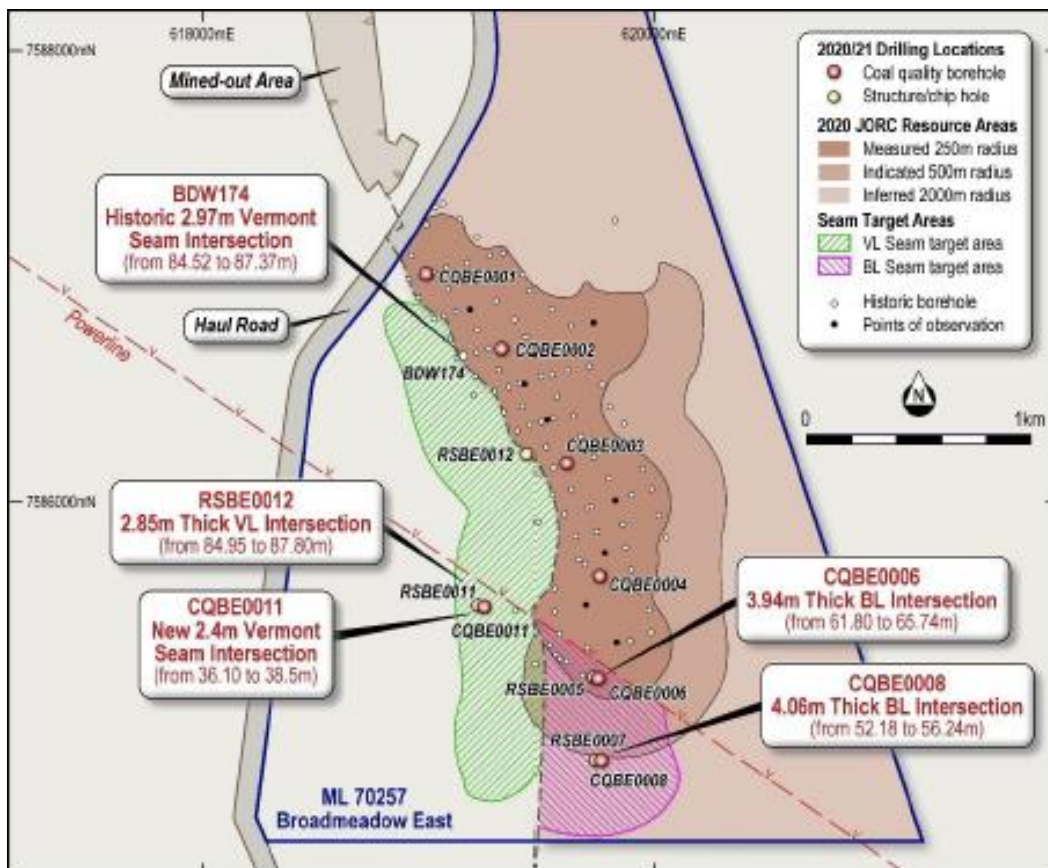 618000mE
620000mE
7588000mN
Mined-out Area
2020/21 Drilling Locations
Coal quality borehole
Structure/chip hole
2020 JORC Resource Areas
Measured 250m radius
Indicated 500m radius
Inferred 2000m radius
Seam Target Areas
VL Seam target area
BL Seam target area
Historic borehole
Points of observation
BDW174
Historic 2.97m Vermont
Seam Intersection
(from 84.52 to 87.37m)
CQBE0001
Haul Road
Powerline
CQBE0002
BDW174
N
0
1km
RSBE0012
CQBE0003
7586000mN
RSBE0012
2.85m Thick VL Intersection
(from 84.95 to 87.80m)
CQBE0004
RSBE0011
CQBE0011
CQBE0011
New 2.4m Vermont
Seam Intersection
(from 36.10 to 38.5m)
CQBE0006
3.94m Thick BL Intersection
(from 61.80 to 65.74m)
RSBE0005
CQBE0006
CQBE0008
4.06m Thick BL Intersection
(from 52.18 to 56.24m)
RSBE0007
CQBE0008
ML 70257
Broadmeadow East